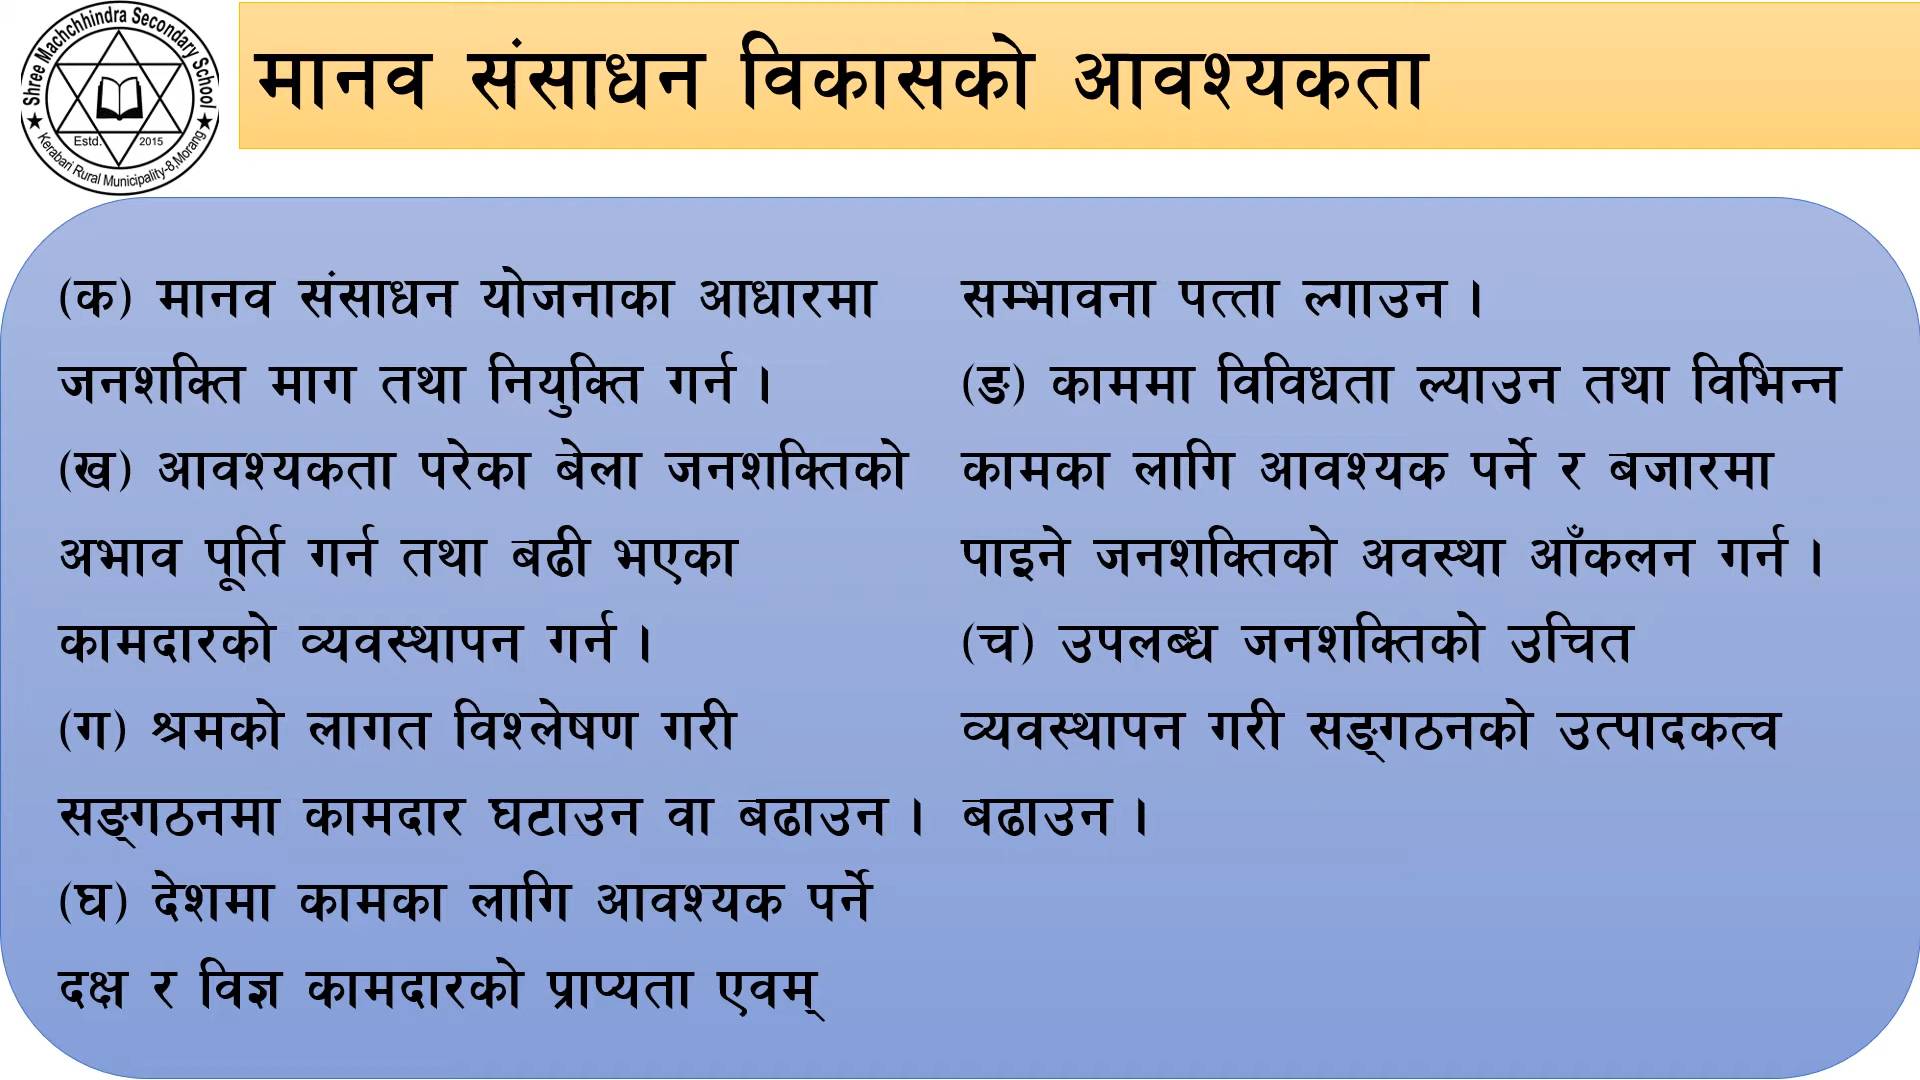 Shree Machchhindra Secondary School
Estd. 2015
Kerabari Rural Municipality-8,Morang
मानव संसाधन विकासको आवश्यकता
(क) मानव संसाधन योजनाका आधारमा
जनशक्ति माग तथा नियुक्ति गर्न ।
(ख) आवश्यकता परेका बेला जनशक्तिको
अभाव पूर्ति गर्न तथा बढी भएका
कामदारको व्यवस्थापन गर्न ।
(ग) श्रमको लागत विश्लेषण गरी
सङ्गठनमा कामदार घटाउन वा बढाउन ।
(घ) देशमा कामका लागि आवश्यक पर्ने
दक्ष र विज्ञ कामदारको प्राप्यता एवम्
सम्भावना पत्ता ल्गाउन ।
(ङ) काममा विविधता ल्याउन तथा विभिन्न
कामका लागि आवश्यक पर्ने र बजारमा
पाइने जनशक्तिको अवस्था आँकलन गर्न ।
(च) उपलब्ध जनशक्तिको उचित
व्यवस्थापन गरी सङ्गठनको उत्पादकत्व
बढाउन ।